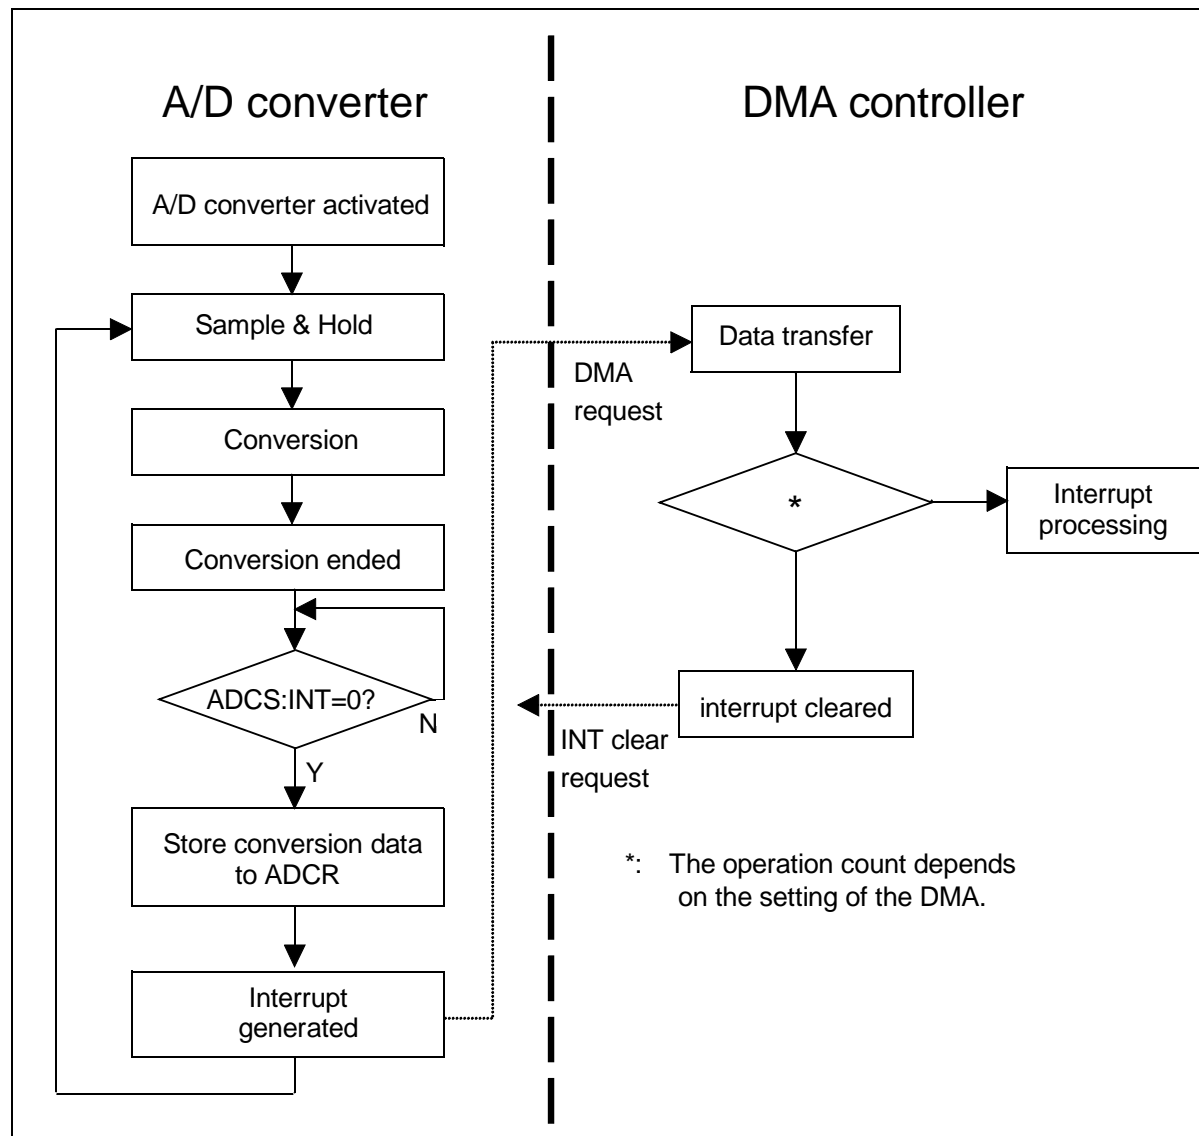 A/D converter
DMA controller
A/D converter activated
Sample & Hold
Conversion
Conversion ended
ADCS:INT=0?
N
Y
Store conversion data
to ADCR
Interrupt
generated
DMA
request
Data transfer
*
Interrupt
processing
interrupt cleared
INT clear
request
*: The operation count depends
on the setting of the DMA.